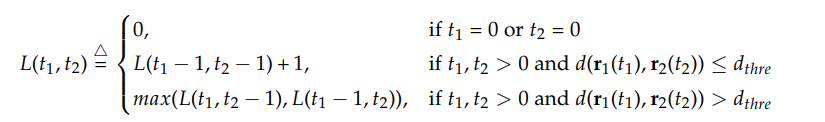 0, if t₁ = 0 or t₂ = 0
L(t₁, t₂) ≜ { L(t₁ − 1, t₂ − 1) + 1, if t₁, t₂ > 0 and d(r₁(t₁), r₂(t₂)) ≤ d_thre
max(L(t₁, t₂ − 1), L(t₁ − 1, t₂)), if t₁, t₂ > 0 and d(r₁(t₁), r₂(t₂)) > d_thre